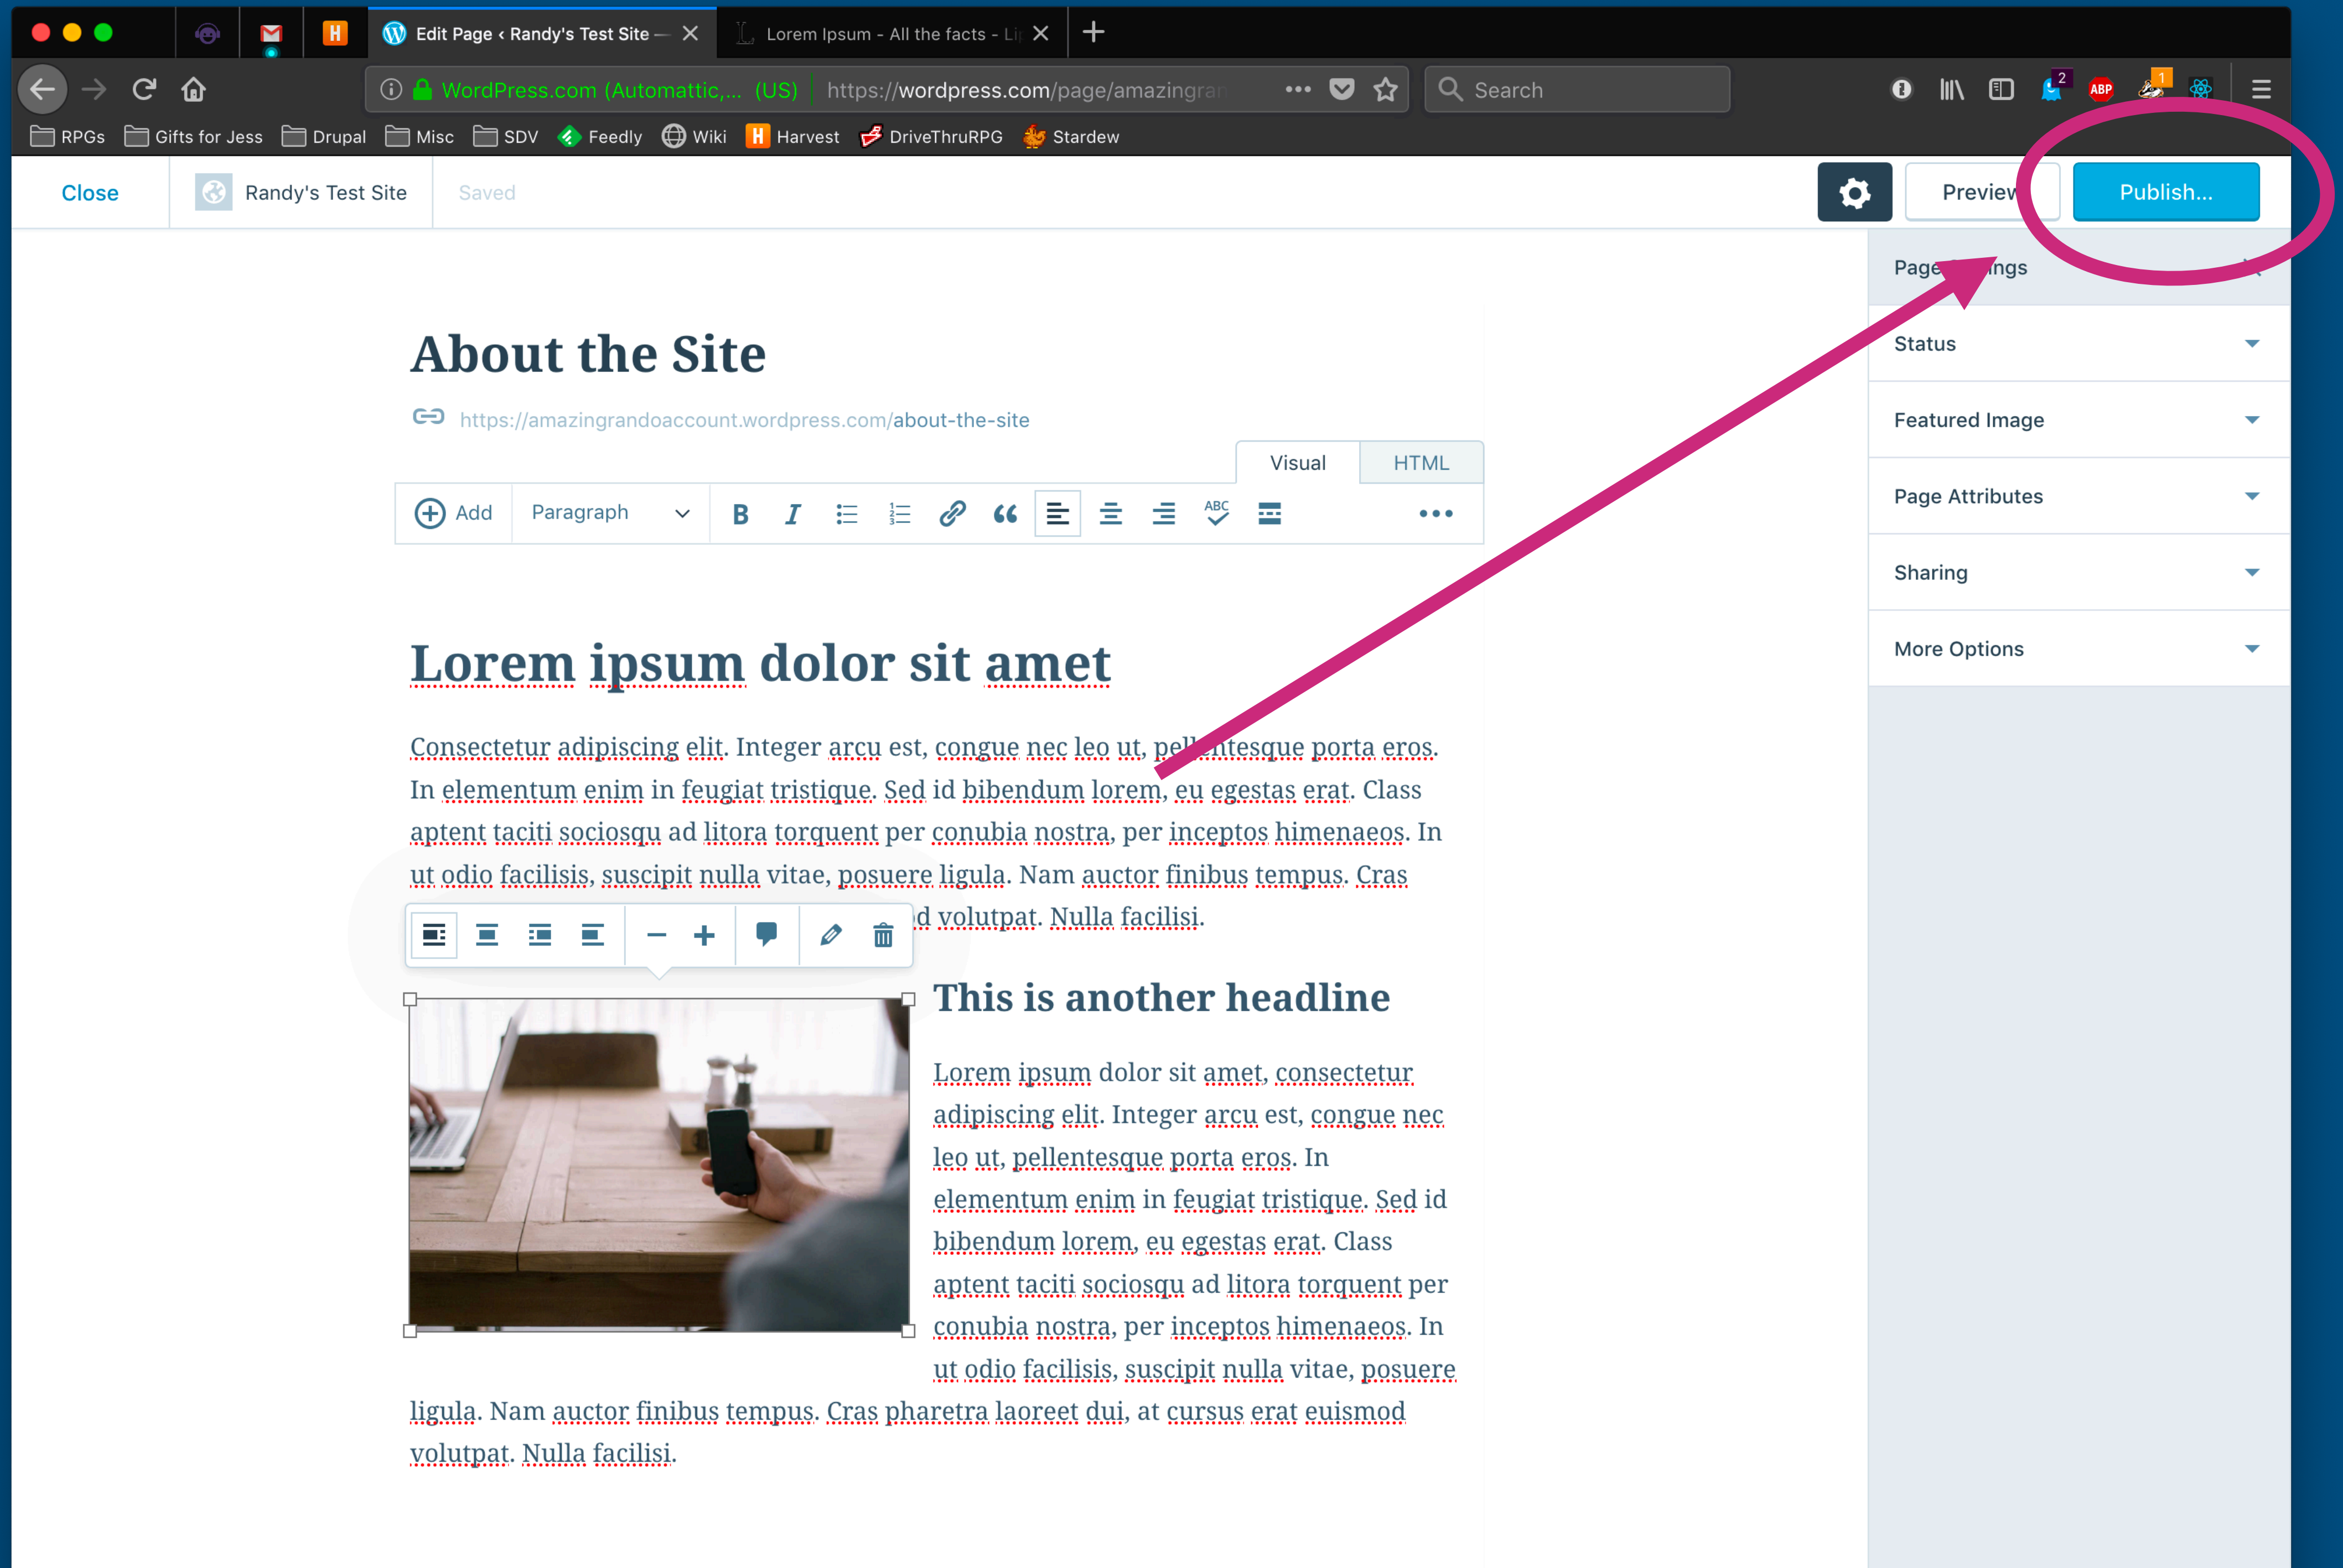 Edit Page ‹ Randy's Test Site —
Lorem Ipsum - All the facts - Li
WordPress.com (Automattic,... (US)
https://wordpress.com/page/amazingran
Search
2
ABP
1
RPGs
Gifts for Jess
Drupal
Misc
SDV
Feedly
Wiki
H
Harvest
DriveThruRPG
Stardew
Close
Randy's Test Site
Saved
Preview
Publish...
Page
ngs
Status
Featured Image
Page Attributes
Sharing
More Options
About the Site
https://amazingrandoaccount.wordpress.com/about-the-site
Visual
HTML
Add
Paragraph
B
I
ABC
Lorem ipsum dolor sit amet
Consectetur adipiscing elit. Integer arcu est, congue nec leo ut, pellentesque porta eros.
In elementum enim in feugiat tristique. Sed id bibendum lorem, eu egestas erat. Class
aptent taciti sociosqu ad litora torquent per conubia nostra, per inceptos himenaeos. In
ut odio facilisis, suscipit nulla vitae, posuere ligula. Nam auctor finibus tempus. Cras
d volutpat. Nulla facilisi.
This is another headline
Lorem ipsum dolor sit amet, consectetur
adipiscing elit. Integer arcu est, congue nec
leo ut, pellentesque porta eros. In
elementum enim in feugiat tristique. Sed id
bibendum lorem, eu egestas erat. Class
aptent taciti sociosqu ad litora torquent per
conubia nostra, per inceptos himenaeos. In
ut odio facilisis, suscipit nulla vitae, posuere
ligula. Nam auctor finibus tempus. Cras pharetra laoreet dui, at cursus erat euismod
volutpat. Nulla facilisi.